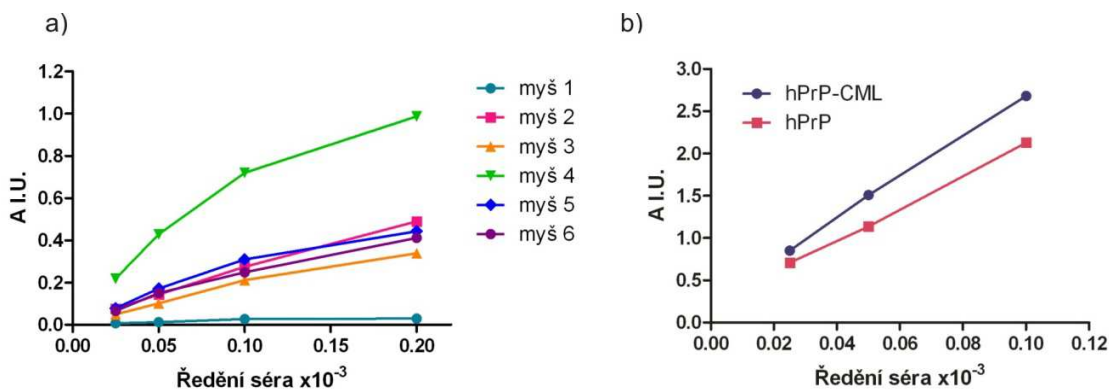 a)
1.2
1.0
0.8
0.6
0.4
0.2
0.0
A I.U.
0.00 0.05 0.10 0.15 0.20
Ředění séra x10⁻³
myš 1
myš 2
myš 3
myš 4
myš 5
myš 6
b)
3.0
2.5
2.0
1.5
1.0
0.5
0.0
A I.U.
hPrP-CML
hPrP
0.00 0.02 0.04 0.06 0.08 0.10 0.12
Ředění séra x10⁻³